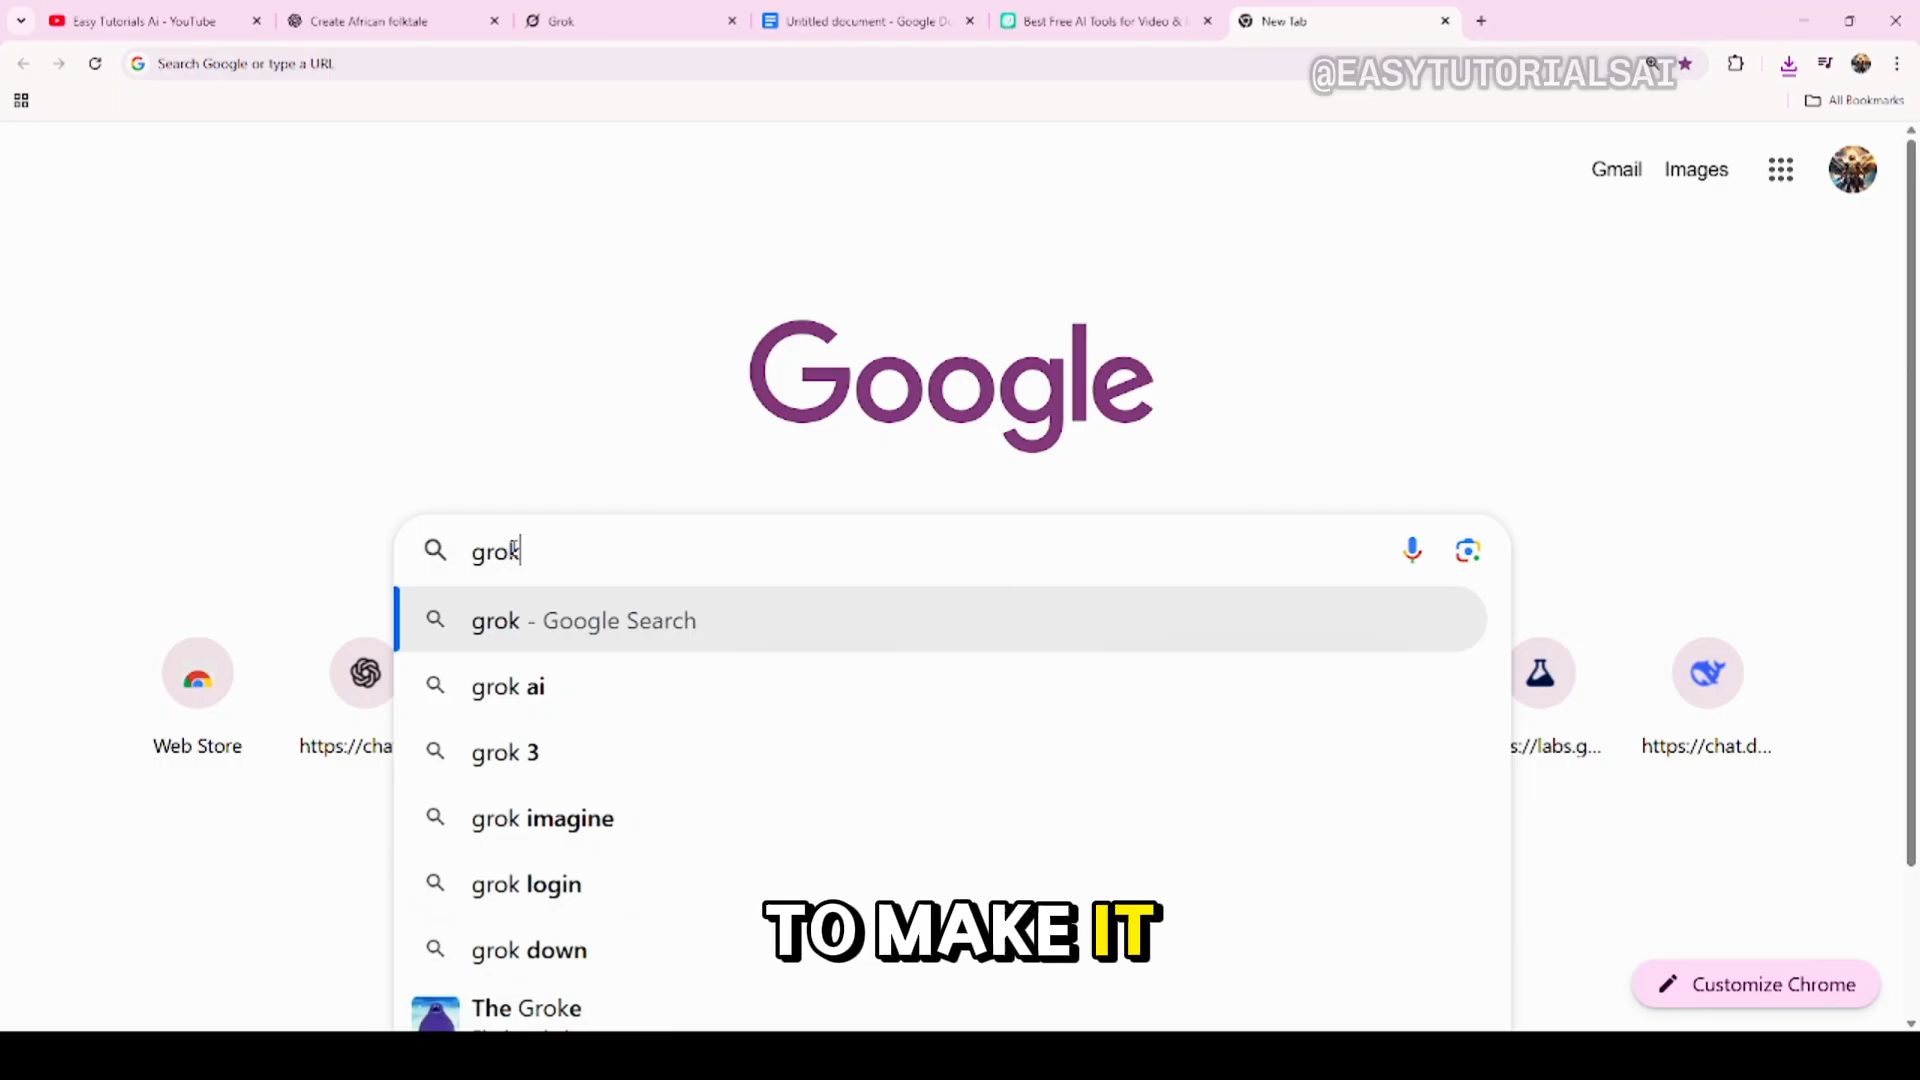 Easy Tutorials Ai - YouTube
Create African folktale
Grok
Untitled document - Google Do
Best Free AI Tools for Video &
New Tab
Search Google or type a URL
@EASYTUTORIALSAI
All Bookmarks
Gmail
Images
Google
grok
grok - Google Search
grok ai
grok 3
grok imagine
grok login
grok down
The Groke
Web Store
https://cha
s://labs.g...
https://chat.d...
TO MAKE IT
Customize Chrome